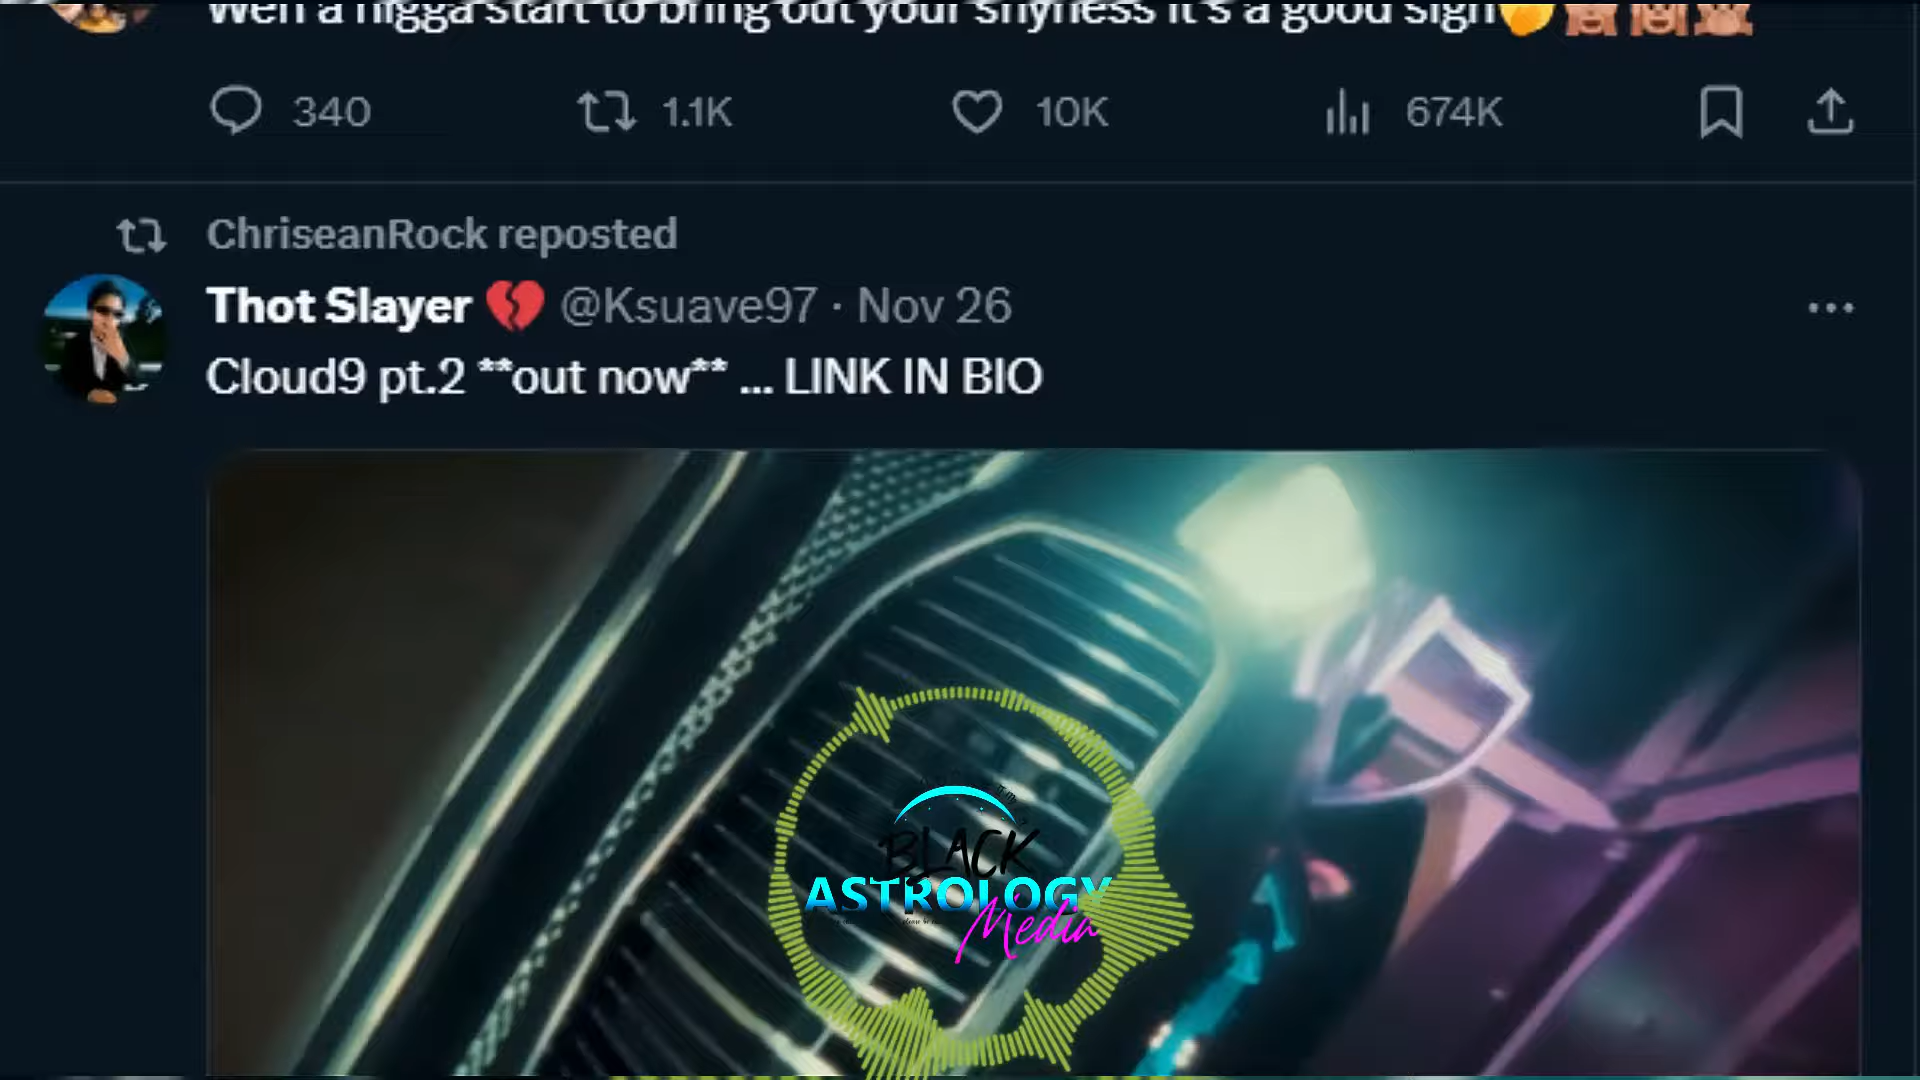 Wen a nigga start to bring out your shyness it's a good sign
340 1.1K 10K 674K
ChriseanRock reposted
Thot Slayer 💔 @Ksuave97 · Nov 26
Cloud9 pt.2 **out now** ... LINK IN BIO
BLACK
ASTROLOGY
Media